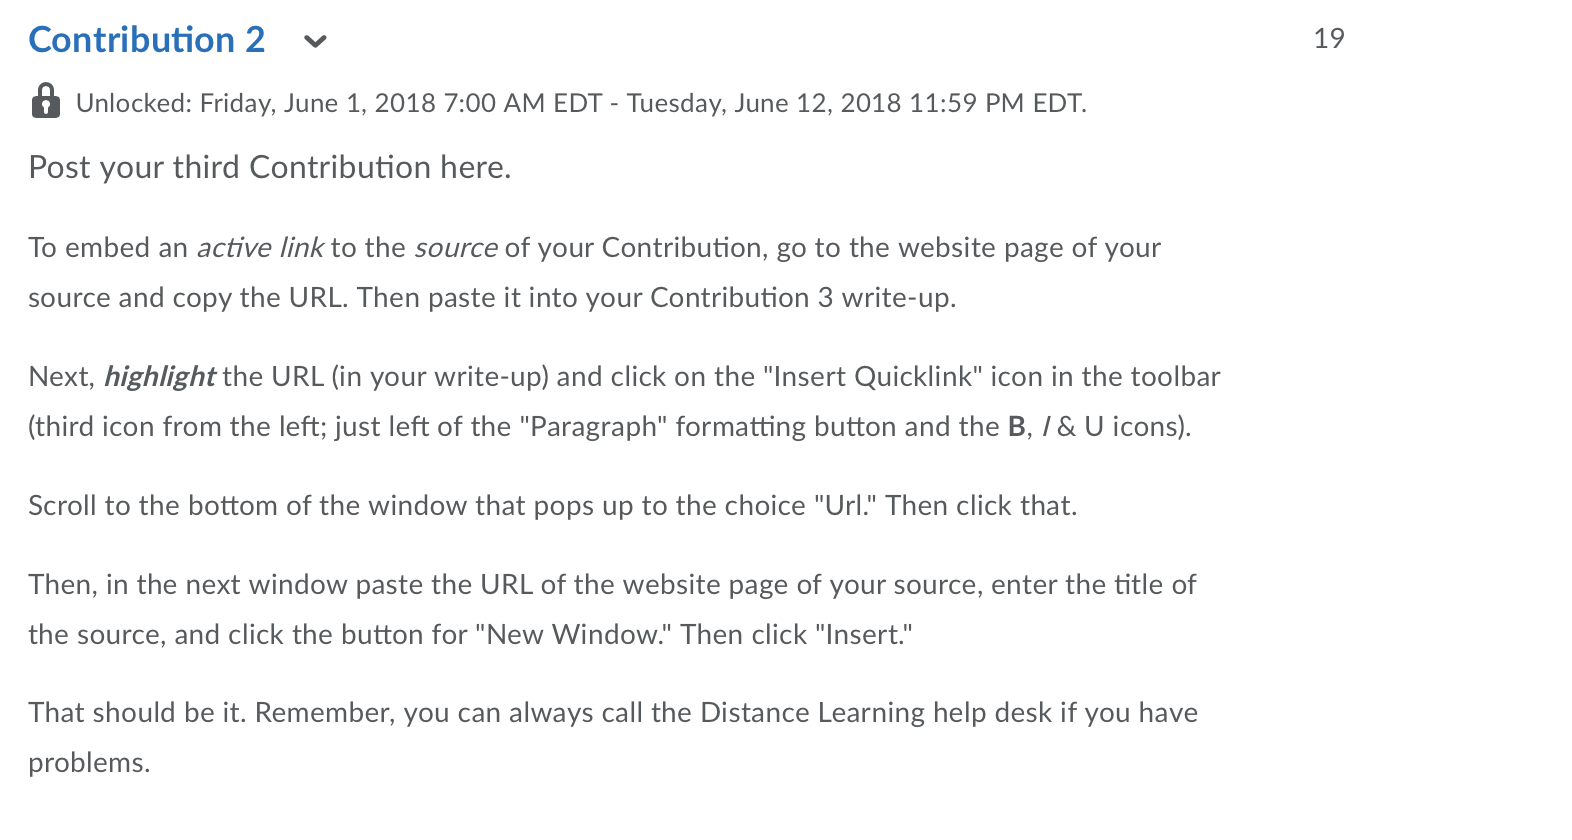 Contribution 2 19
Unlocked: Friday, June 1, 2018 7:00 AM EDT - Tuesday, June 12, 2018 11:59 PM EDT.
Post your third Contribution here.
To embed an active link to the source of your Contribution, go to the website page of your
source and copy the URL. Then paste it into your Contribution 3 write-up.
Next, highlight the URL (in your write-up) and click on the "Insert Quicklink" icon in the toolbar
(third icon from the left; just left of the "Paragraph" formatting button and the B, I & U icons).
Scroll to the bottom of the window that pops up to the choice "Url." Then click that.
Then, in the next window paste the URL of the website page of your source, enter the title of
the source, and click the button for "New Window." Then click "Insert."
That should be it. Remember, you can always call the Distance Learning help desk if you have
problems.